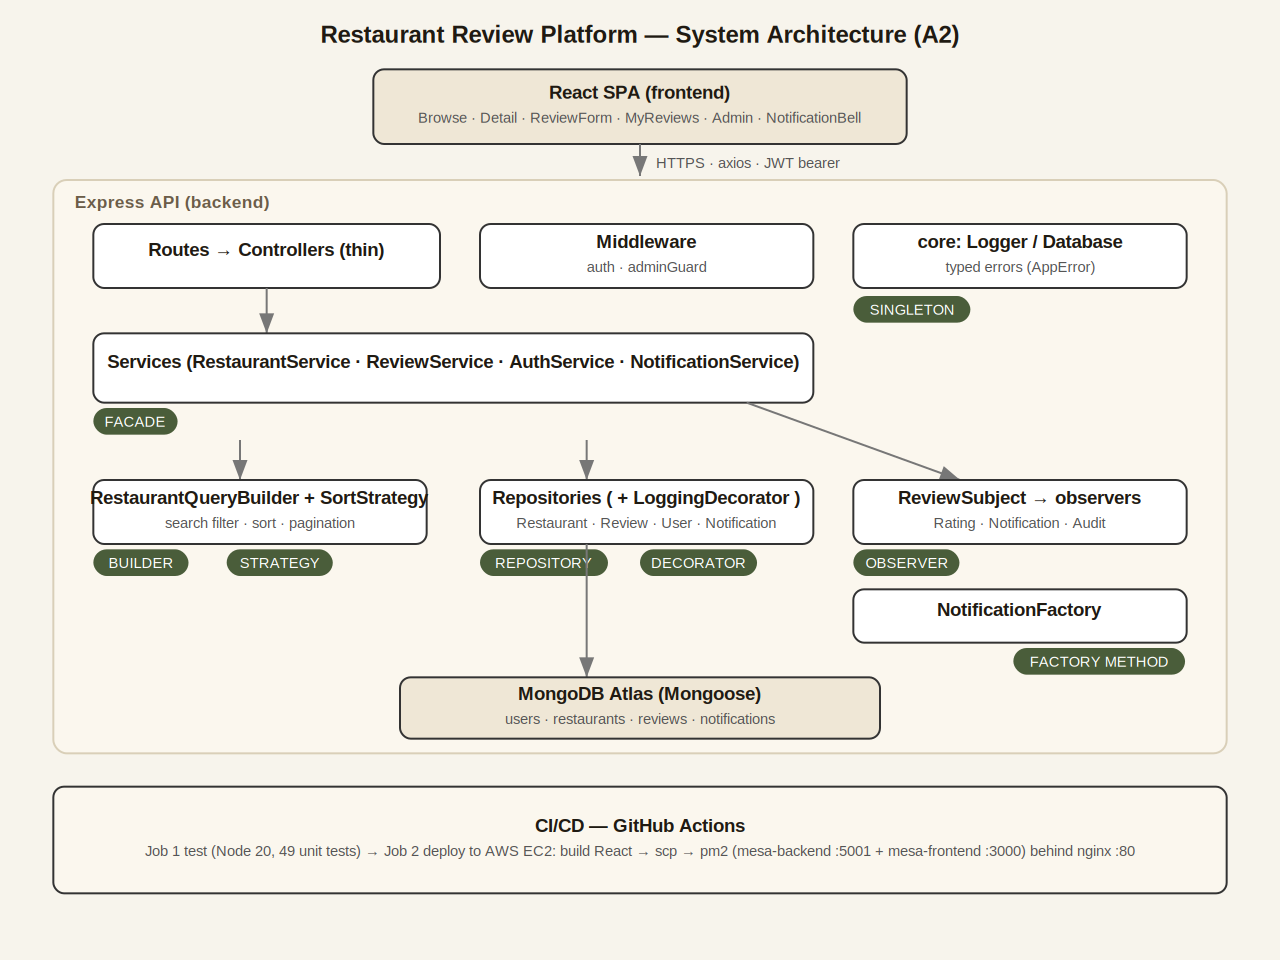 Restaurant Review Platform — System Architecture (A2)
React SPA (frontend)
Browse · Detail · ReviewForm · MyReviews · Admin · NotificationBell
HTTPS · axios · JWT bearer
Express API (backend)
Routes → Controllers (thin)
Middleware
auth · adminGuard
core: Logger / Database
typed errors (AppError)
SINGLETON
Services (RestaurantService · ReviewService · AuthService · NotificationService)
FACADE
RestaurantQueryBuilder + SortStrategy
search filter · sort · pagination
BUILDER
STRATEGY
Repositories ( + LoggingDecorator )
Restaurant · Review · User · Notification
REPOSITORY
DECORATOR
ReviewSubject → observers
Rating · Notification · Audit
OBSERVER
NotificationFactory
FACTORY METHOD
MongoDB Atlas (Mongoose)
users · restaurants · reviews · notifications
CI/CD — GitHub Actions
Job 1 test (Node 20, 49 unit tests) → Job 2 deploy to AWS EC2: build React → scp → pm2 (mesa-backend :5001 + mesa-frontend :3000) behind nginx :80